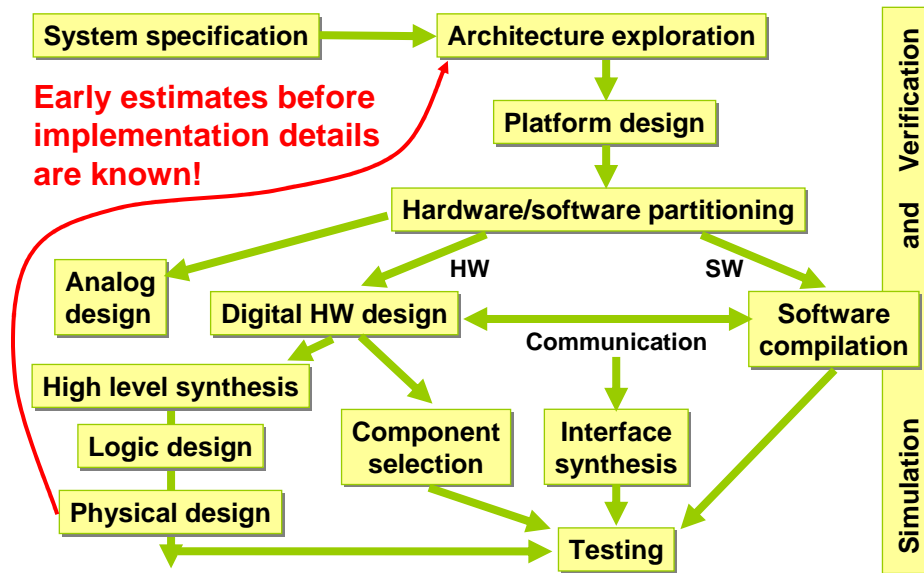 System specification
Architecture exploration
Early estimates before
implementation details
are known!
Platform design
Hardware/software partitioning
HW
SW
Analog
design
Digital HW design
Communication
Software
compilation
High level synthesis
Logic design
Component
selection
Interface
synthesis
Physical design
Testing
Simulation and Verification